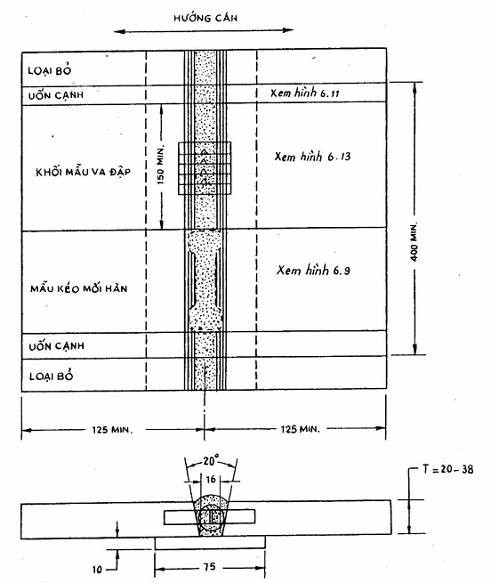 HƯỚNG CÁN
LOẠI BỎ
UỐN CẠNH
Xem hình 6.11
KHỐI MẪU VA ĐẬP
150 MIN.
Xem hình 6.13
400 MIN.
MẪU KÉO MỐI HÀN
Xem hình 6.9
UỐN CẠNH
LOẠI BỎ
125 MIN.
125 MIN.
20°
16
T = 20-38
10
75